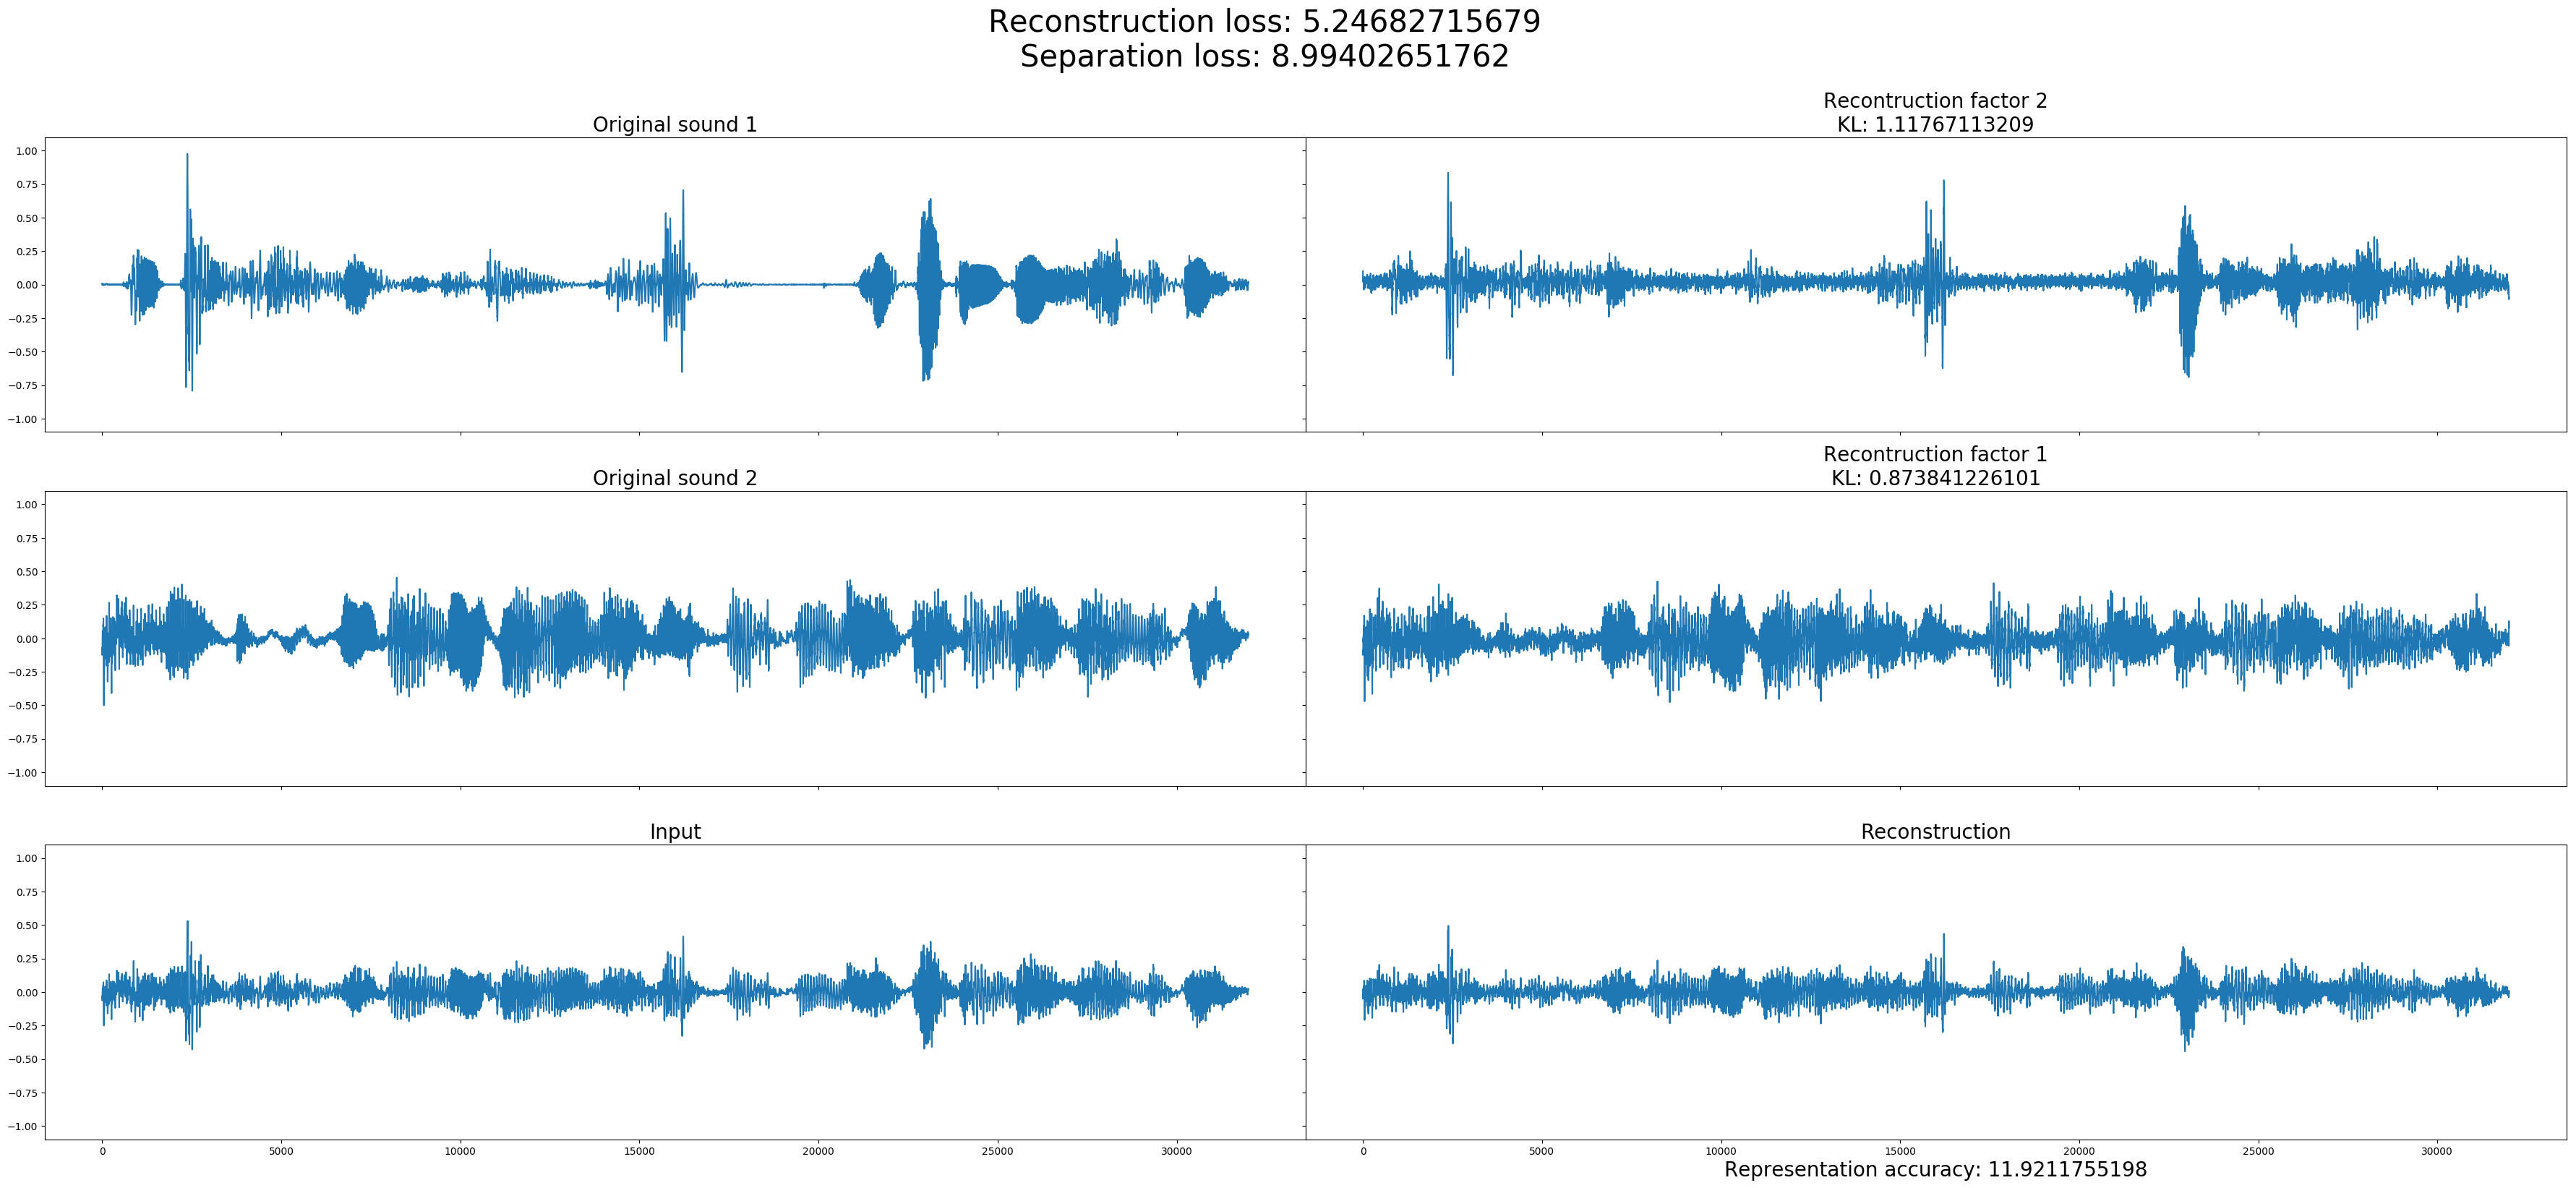 Reconstruction loss: 5.24682715679
Separation loss: 8.99402651762
Original sound 1
Recontruction factor 2
KL: 1.11767113209
1.00
0.75
0.50
0.25
0.00
−0.25
−0.50
−0.75
−1.00
Original sound 2
Recontruction factor 1
KL: 0.873841226101
1.00
0.75
0.50
0.25
0.00
−0.25
−0.50
−0.75
−1.00
Input
Reconstruction
1.00
0.75
0.50
0.25
0.00
−0.25
−0.50
−0.75
−1.00
0 5000 10000 15000 20000 25000 30000
0 5000 10000 15000 20000 25000 30000
Representation accuracy: 11.9211755198